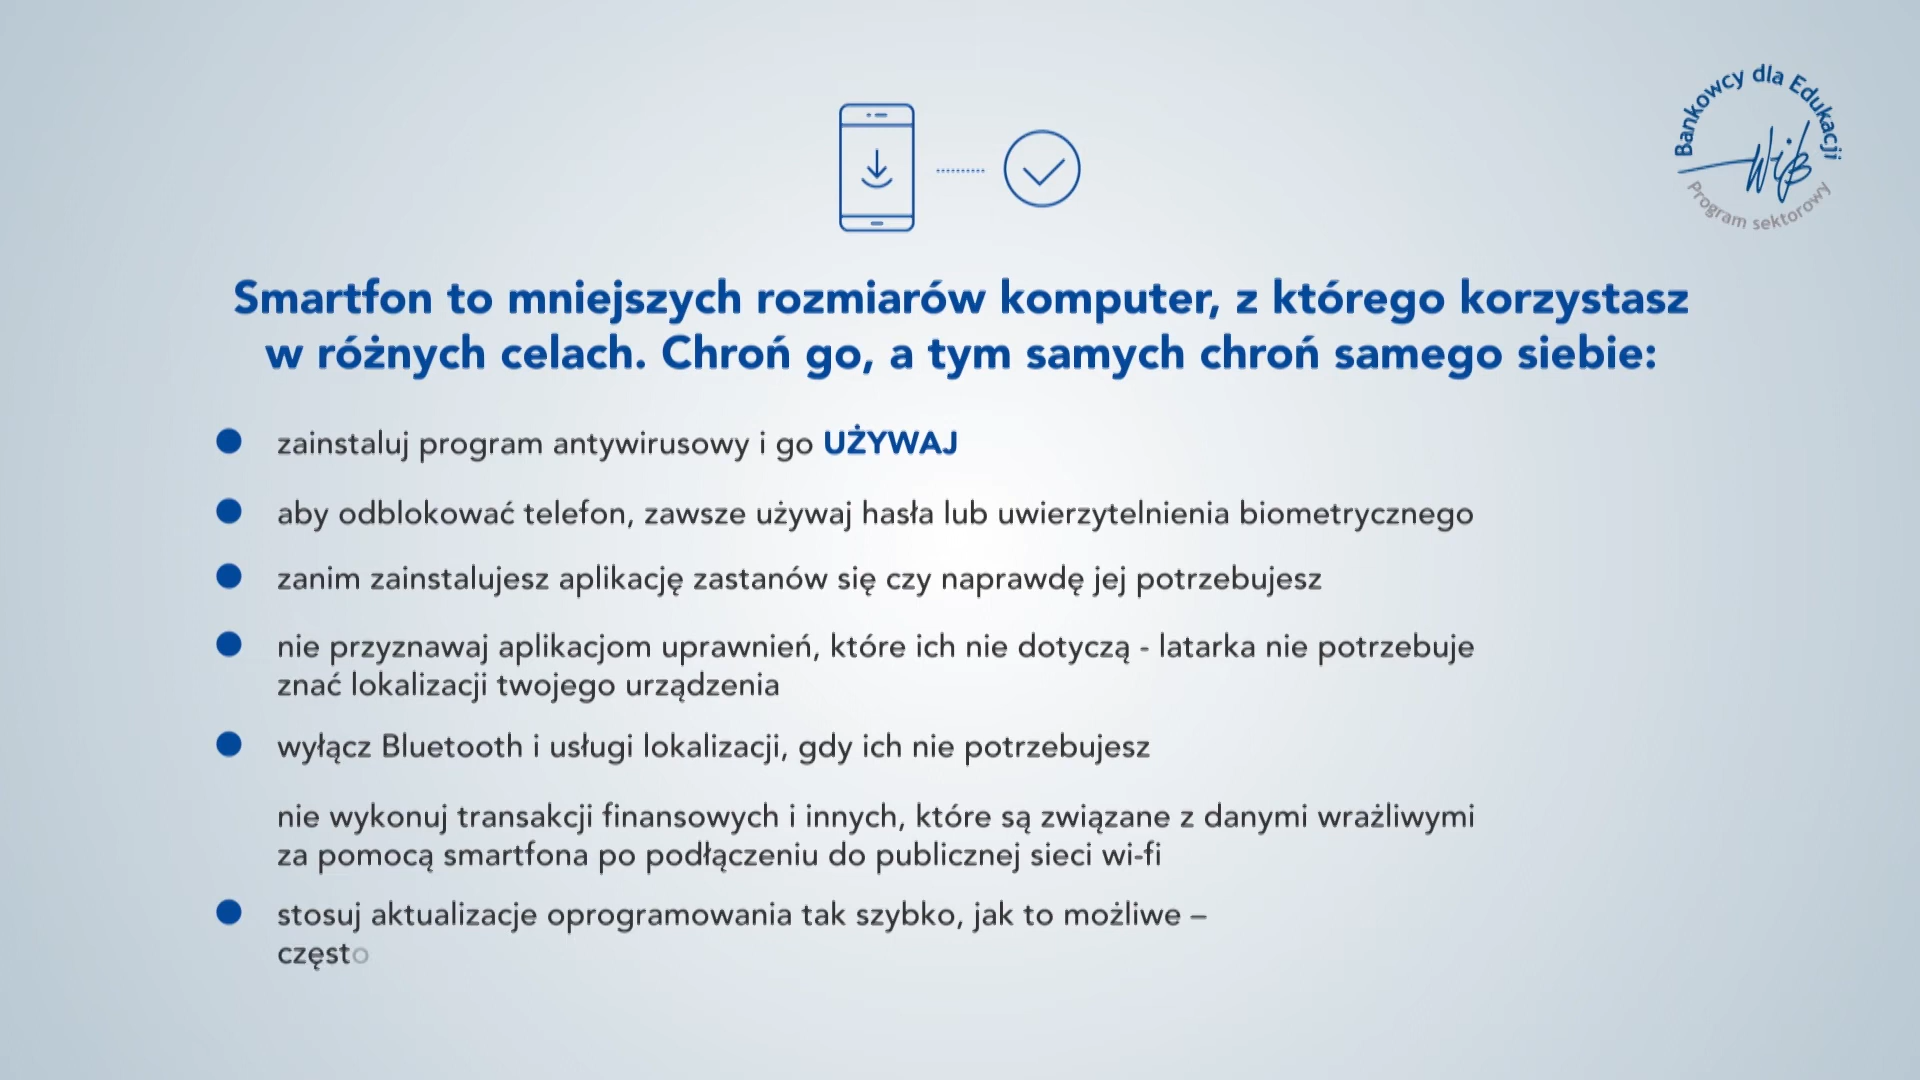 Bankowcy dla Edukacji
WiB
Program sektorowy
Smartfon to mniejszych rozmiarów komputer, z którego korzystasz
w różnych celach. Chroń go, a tym samych chroń samego siebie:
zainstaluj program antywirusowy i go UŻYWAJ
aby odblokować telefon, zawsze używaj hasła lub uwierzytelnienia biometrycznego
zanim zainstalujesz aplikację zastanów się czy naprawdę jej potrzebujesz
nie przyznawaj aplikacjom uprawnień, które ich nie dotyczą - latarka nie potrzebuje
znać lokalizacji twojego urządzenia
wyłącz Bluetooth i usługi lokalizacji, gdy ich nie potrzebujesz
nie wykonuj transakcji finansowych i innych, które są związane z danymi wrażliwymi
za pomocą smartfona po podłączeniu do publicznej sieci wi-fi
stosuj aktualizacje oprogramowania tak szybko, jak to możliwe –
często